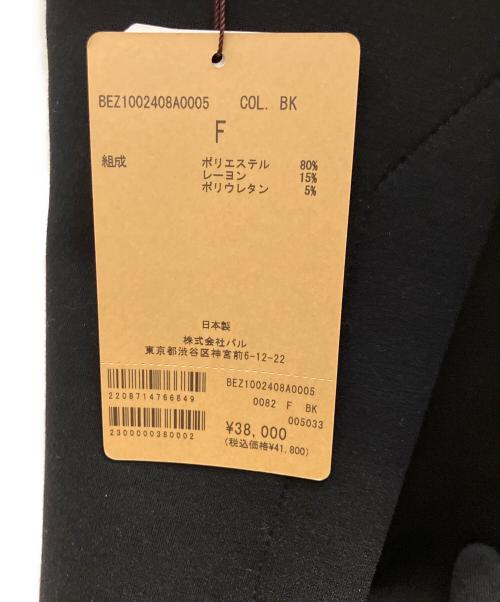 BEZ1002408A0005 COL. BK
F
組成 ポリエステル 80%
レーヨン 15%
ポリウレタン 5%
日本製
株式会社パル
東京都渋谷区神宮前6-12-22
BEZ1002408A0005
2208714766849
0082 F BK
005033
2300000380002
¥38,000
(税込価格¥41,800)